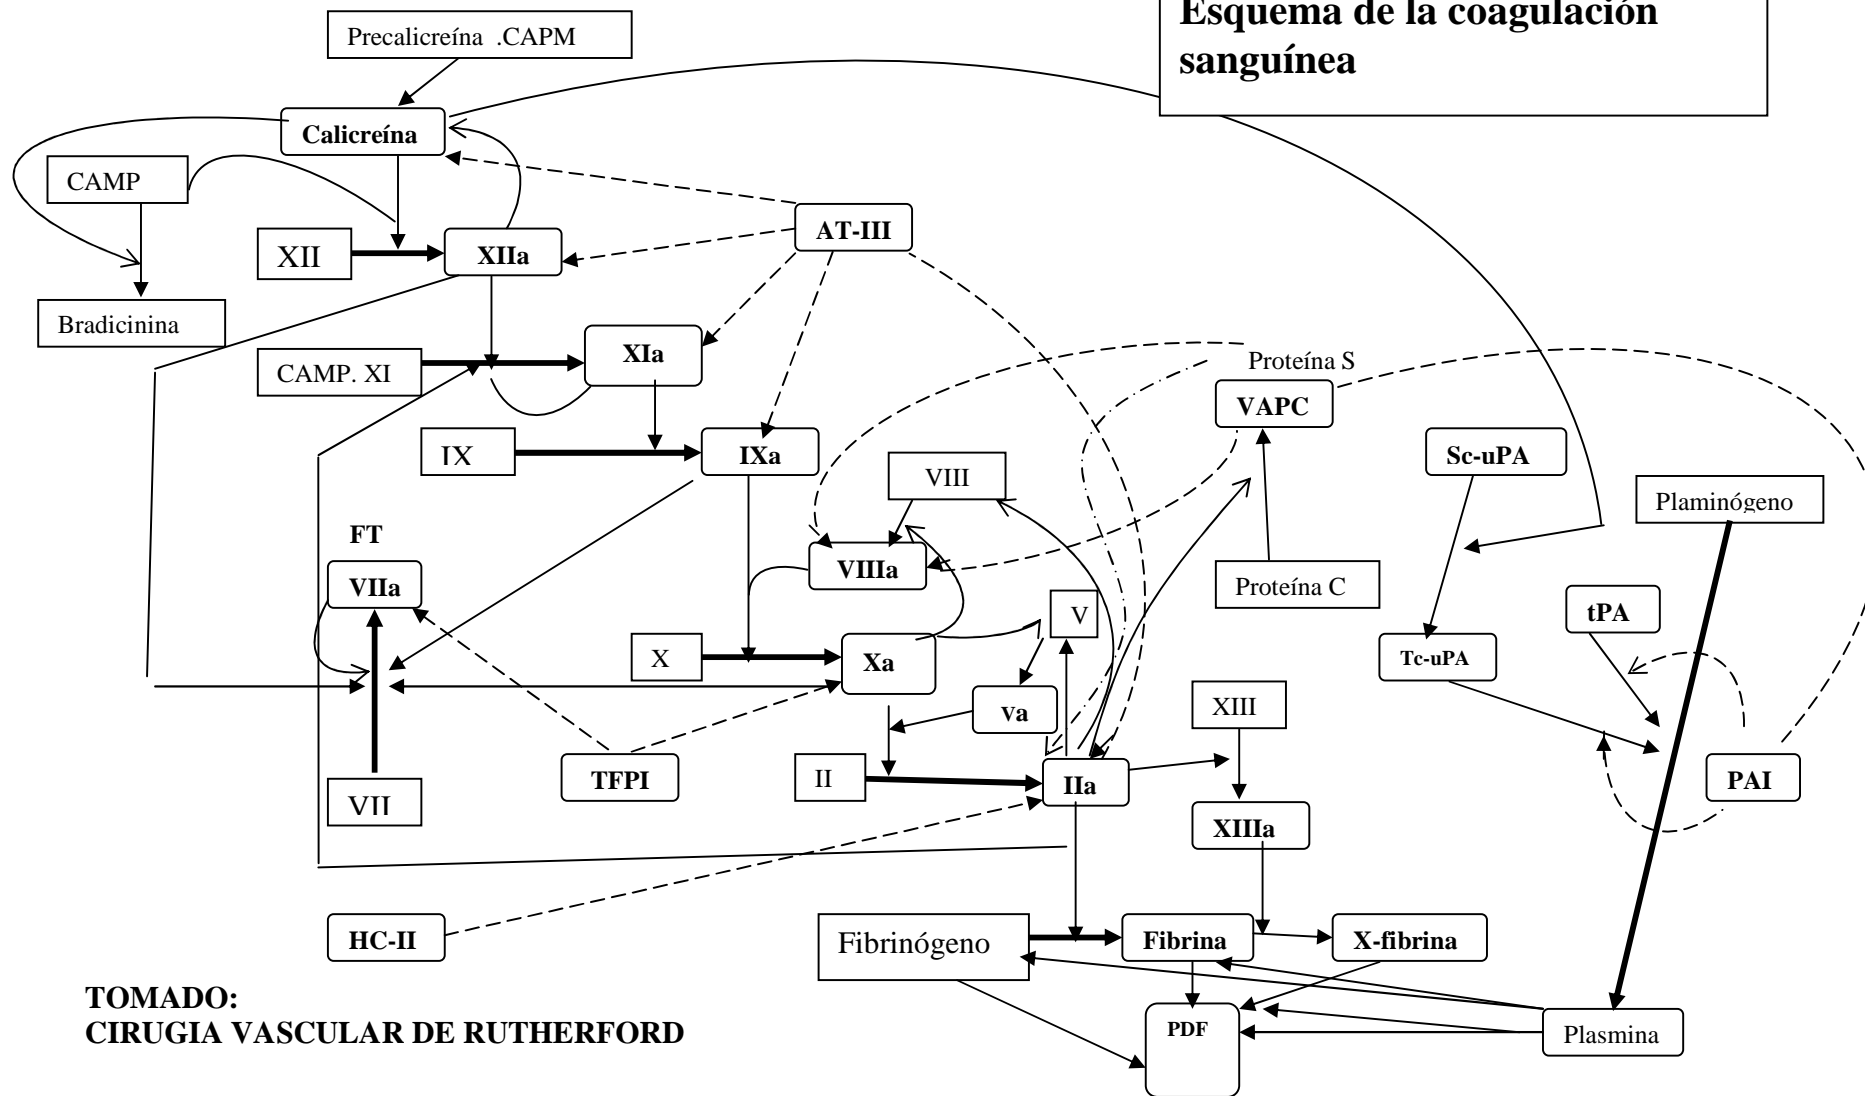 Esquema de la coagulación
sanguínea
Precalicreína .CAPM
Calicreína
CAMP
AT-III
XII
XIIa
Bradicinina
XIa
CAMP. XI
Proteína S
VAPC
IX
IXa
Sc-uPA
VIII
Plaminógeno
FT
VIIa
VIIIa
Proteína C
V
tPA
X
Xa
Tc-uPA
va
XIII
TFPI
II
IIa
PAI
VII
XIIIa
HC-II
Fibrinógeno
Fibrina
X-fibrina
TOMADO:
CIRUGIA VASCULAR DE RUTHERFORD
PDF
Plasmina